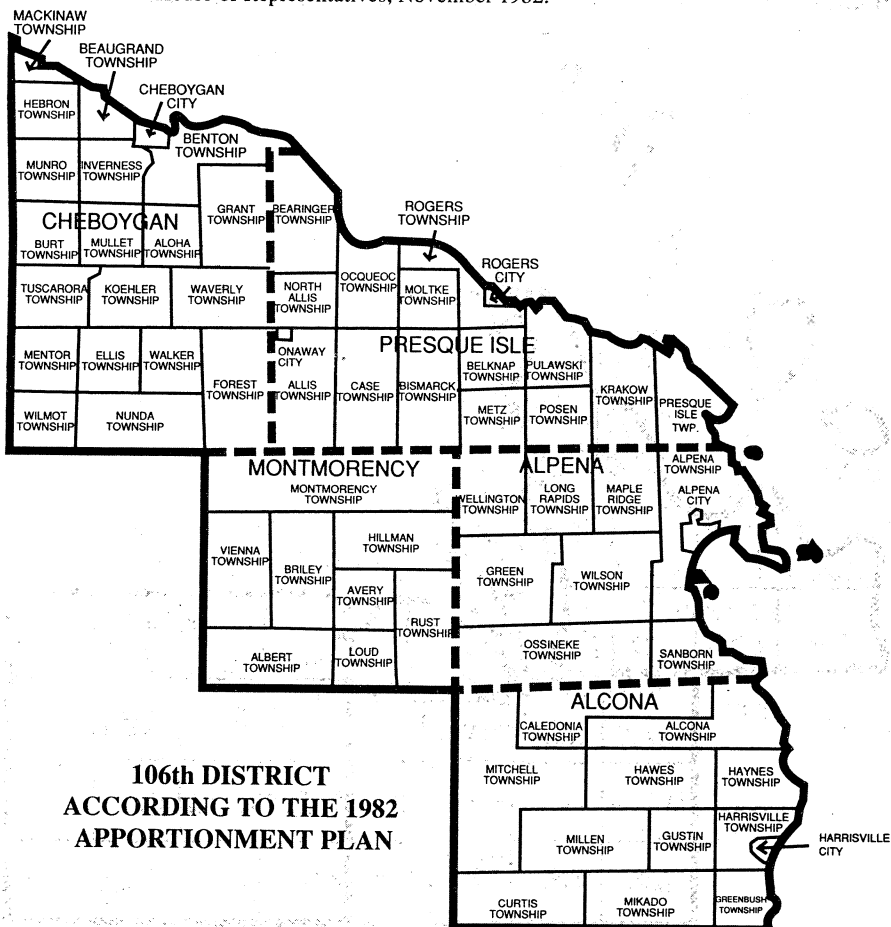 House of Representatives, November 1982.
MACKINAW
TOWNSHIP
BEAUGRAND
TOWNSHIP
CHEBOYGAN
CITY
HEBRON
TOWNSHIP
BENTON
TOWNSHIP
MUNRO
TOWNSHIP
INVERNESS
TOWNSHIP
GRANT
TOWNSHIP
BEARINGER
TOWNSHIP
ROGERS
TOWNSHIP
CHEBOYGAN
BURT
TOWNSHIP
MULLET
TOWNSHIP
ALOHA
TOWNSHIP
ROGERS
CITY
TUSCARORA
TOWNSHIP
KOEHLER
TOWNSHIP
WAVERLY
TOWNSHIP
NORTH
ALLIS
TOWNSHIP
OCQUEOC
TOWNSHIP
MOLTKE
TOWNSHIP
PRESQUE ISLE
MENTOR
TOWNSHIP
ELLIS
TOWNSHIP
WALKER
TOWNSHIP
FOREST
TOWNSHIP
ONAWAY
CITY
ALLIS
TOWNSHIP
CASE
TOWNSHIP
BISMARCK
TOWNSHIP
BELKNAP
TOWNSHIP
PULAWSKI
TOWNSHIP
KRAKOW
TOWNSHIP
PRESQUE
ISLE
TWP.
METZ
TOWNSHIP
POSEN
TOWNSHIP
WILMOT
TOWNSHIP
NUNDA
TOWNSHIP
MONTMORENCY
MONTMORENCY
TOWNSHIP
ALPENA
WELLINGTON
TOWNSHIP
LONG
RAPIDS
TOWNSHIP
MAPLE
RIDGE
TOWNSHIP
ALPENA
TOWNSHIP
ALPENA
CITY
VIENNA
TOWNSHIP
BRILEY
TOWNSHIP
HILLMAN
TOWNSHIP
AVERY
TOWNSHIP
RUST
TOWNSHIP
GREEN
TOWNSHIP
WILSON
TOWNSHIP
ALBERT
TOWNSHIP
LOUD
TOWNSHIP
OSSINEKE
TOWNSHIP
SANBORN
TOWNSHIP
ALCONA
CALEDONIA
TOWNSHIP
ALCONA
TOWNSHIP
MITCHELL
TOWNSHIP
HAWES
TOWNSHIP
HAYNES
TOWNSHIP
MILLEN
TOWNSHIP
GUSTIN
TOWNSHIP
HARRISVILLE
TOWNSHIP
HARRISVILLE
CITY
CURTIS
TOWNSHIP
MIKADO
TOWNSHIP
GREENBUSH
TOWNSHIP
106th DISTRICT
ACCORDING TO THE 1982
APPORTIONMENT PLAN